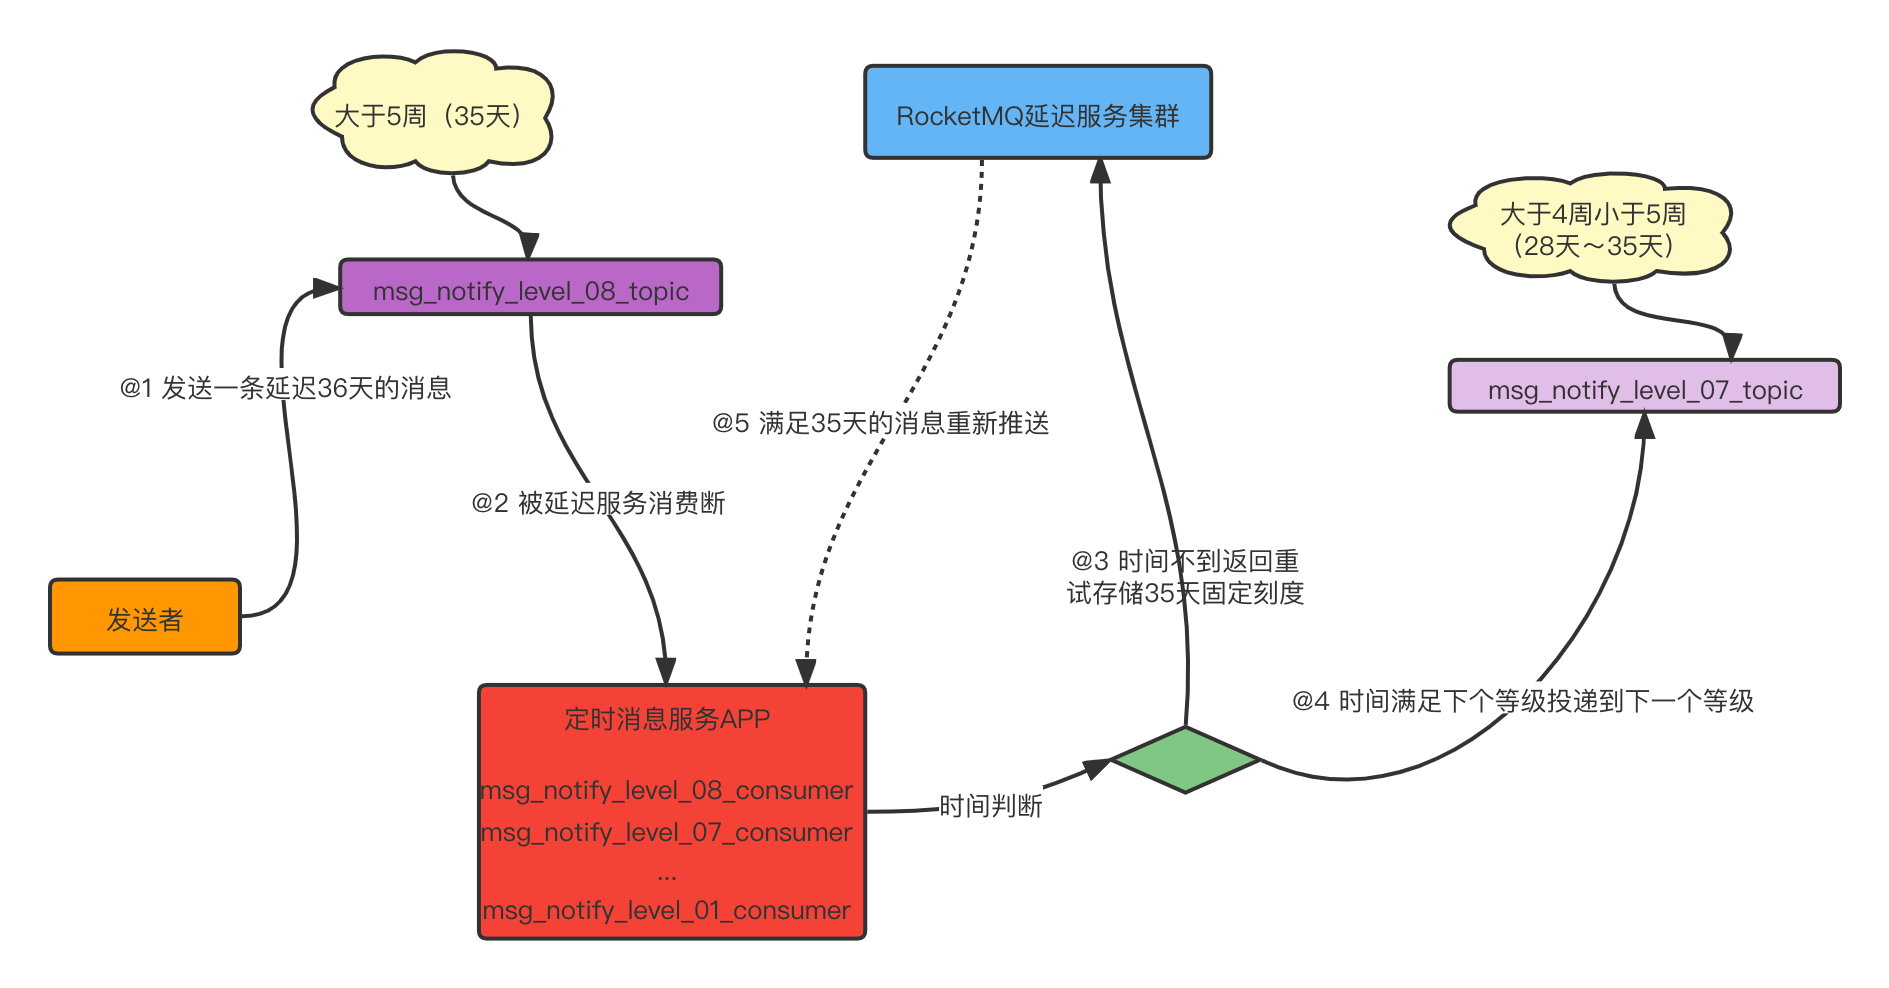 大于5周（35天）
RocketMQ延迟服务集群
大于4周小于5周
（28天～35天）
msg_notify_level_08_topic
msg_notify_level_07_topic
@1 发送一条延迟36天的消息
@5 满足35天的消息重新推送
@2 被延迟服务消费断
@3 时间不到返回重
试存储35天固定刻度
发送者
@4 时间满足下个等级投递到下一个等级
定时消息服务APP
msg_notify_level_08_consumer
msg_notify_level_07_consumer
...
msg_notify_level_01_consumer
时间判断